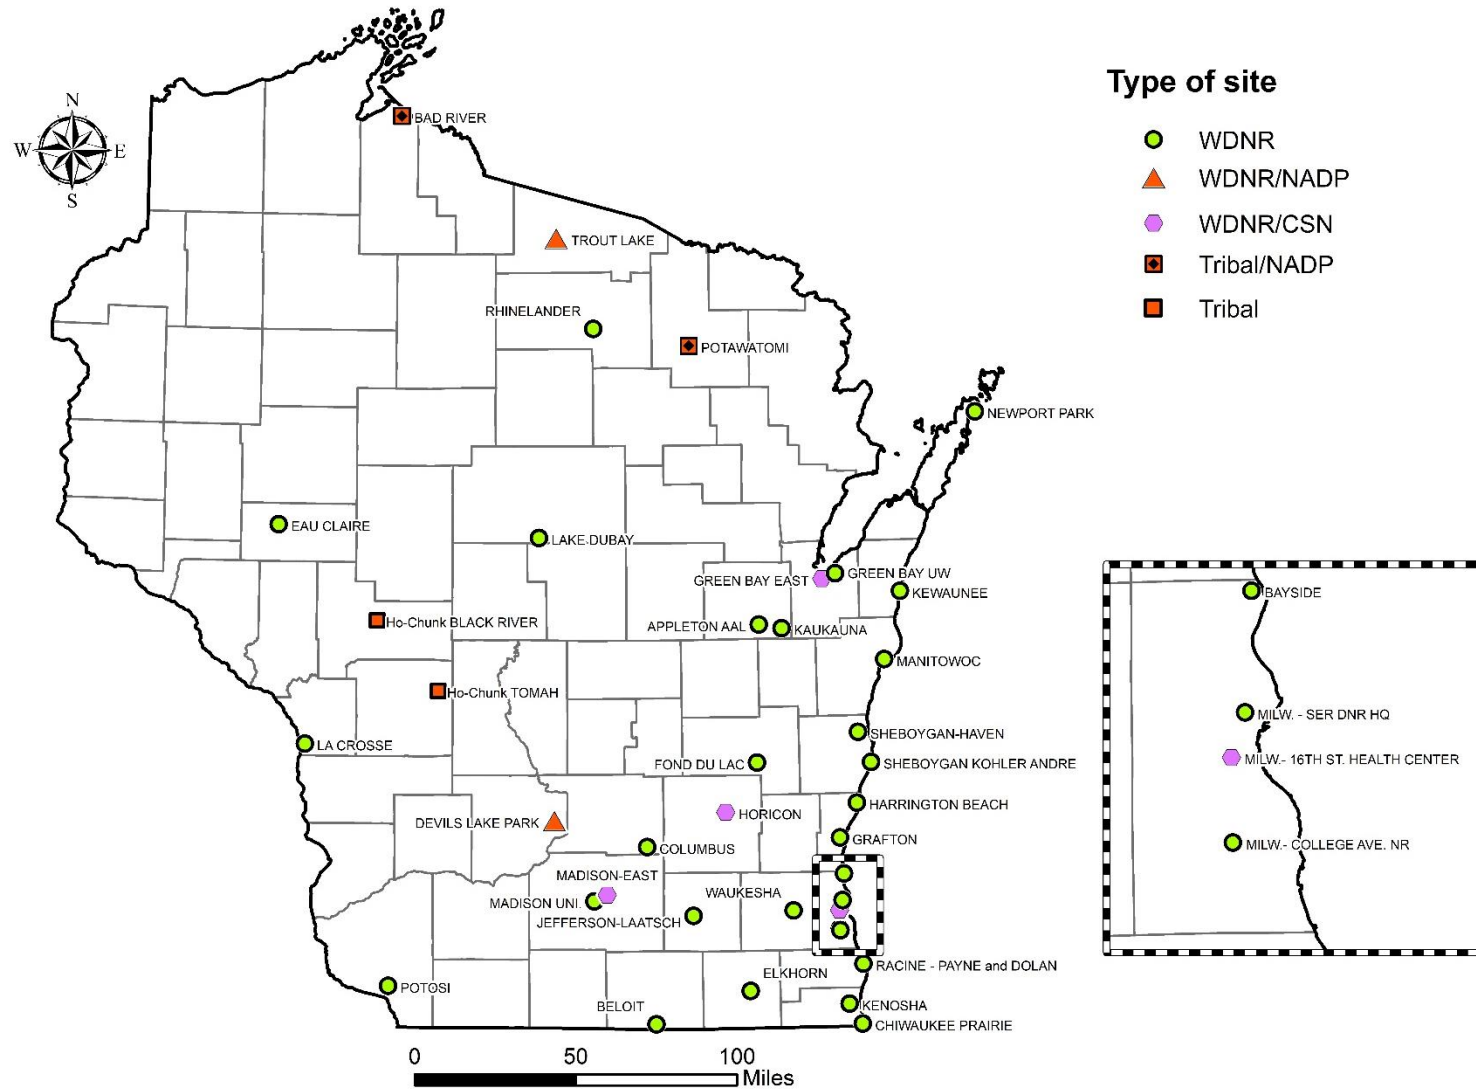 N
W
E
S
Type of site
WDNR
WDNR/NADP
WDNR/CSN
Tribal/NADP
Tribal
BAD RIVER
TROUT LAKE
RHINELANDER
POTAWATOMI
NEWPORT PARK
EAU CLAIRE
LAKE DUBAY
GREEN BAY EAST
GREEN BAY UW
KEWAUNEE
Ho-Chunk BLACK RIVER
APPLETON AAL
KAUKAUNA
MANITOWOC
Ho-Chunk TOMAH
LA CROSSE
SHEBOYGAN-HAVEN
FOND DU LAC
SHEBOYGAN KOHLER ANDRE
HARRINGTON BEACH
HORICON
DEVILS LAKE PARK
GRAFTON
COLUMBUS
MADISON-EAST
WAUKESHA
MADISON UNI.
JEFFERSON-LAATSCH
RACINE - PAYNE and DOLAN
ELKHORN
POTOSI
BELOIT
KENOSHA
CHIWAUKEE PRAIRIE
BAYSIDE
MILW. - SER DNR HQ
MILW.- 16TH ST. HEALTH CENTER
MILW.- COLLEGE AVE. NR
0 50 100
Miles